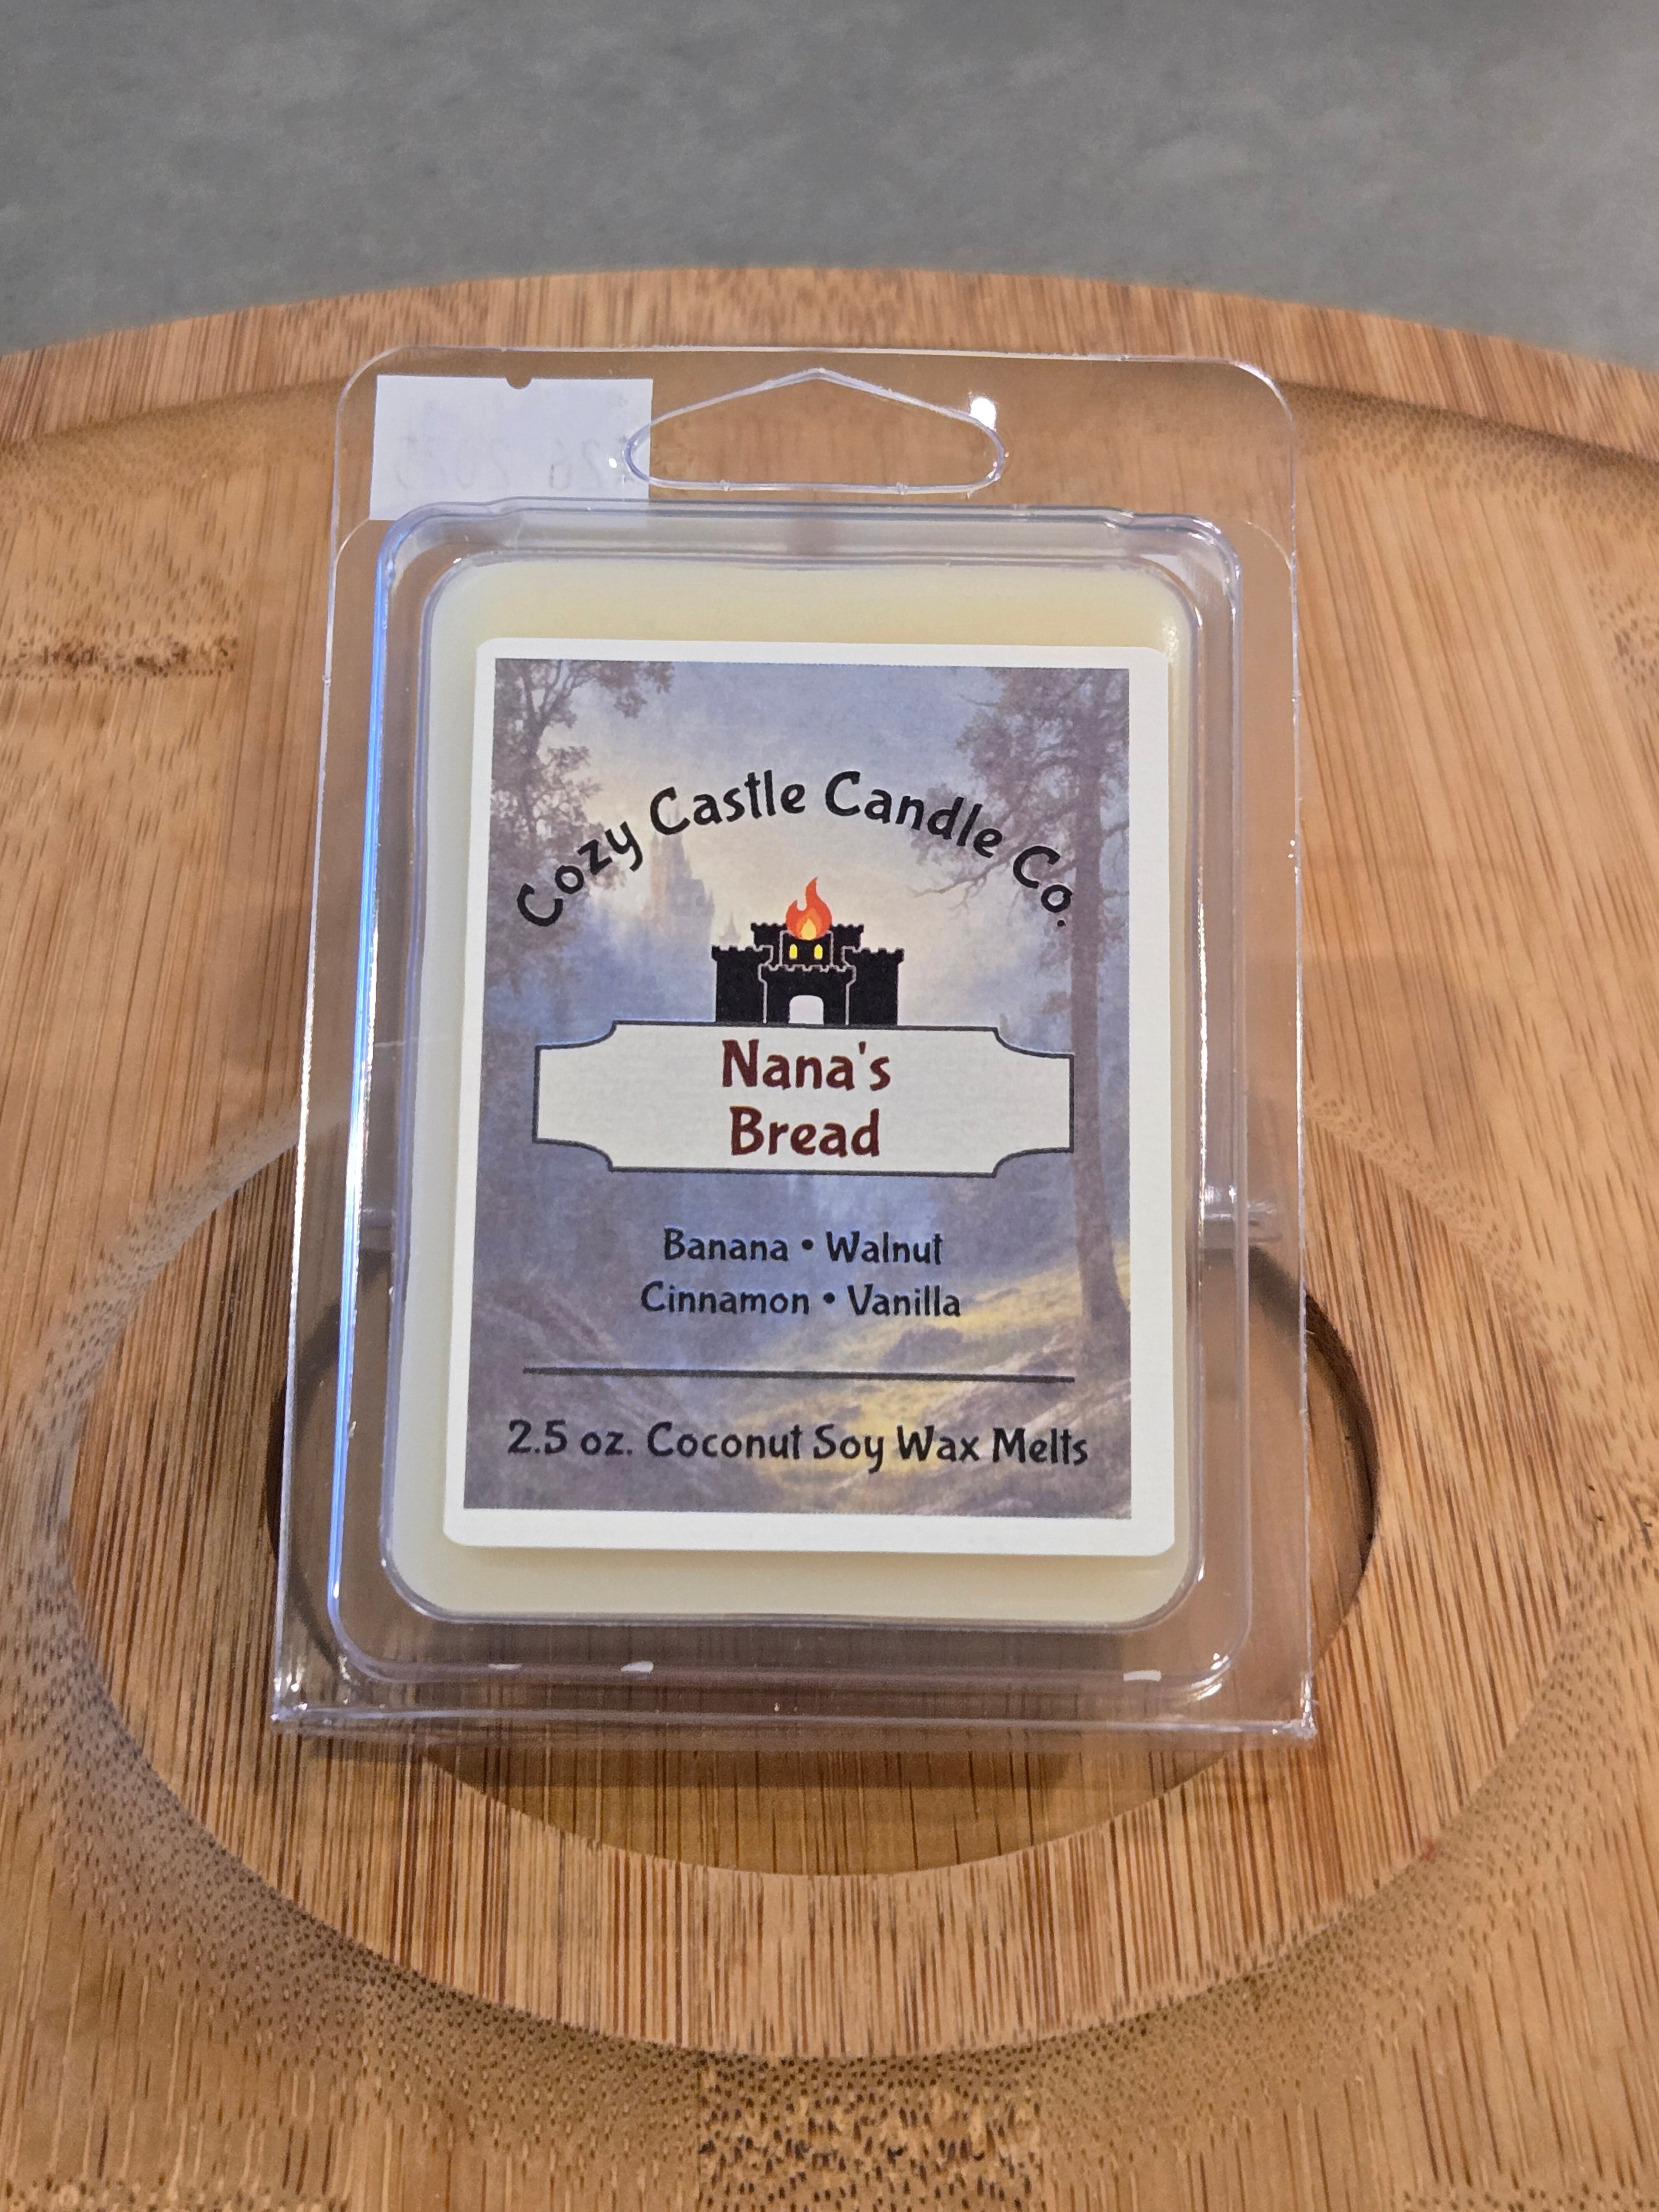 Cozy Castle Candle Co.
Nana's
Bread
Banana • Walnut
Cinnamon • Vanilla
2.5 oz. Coconut Soy Wax Melts